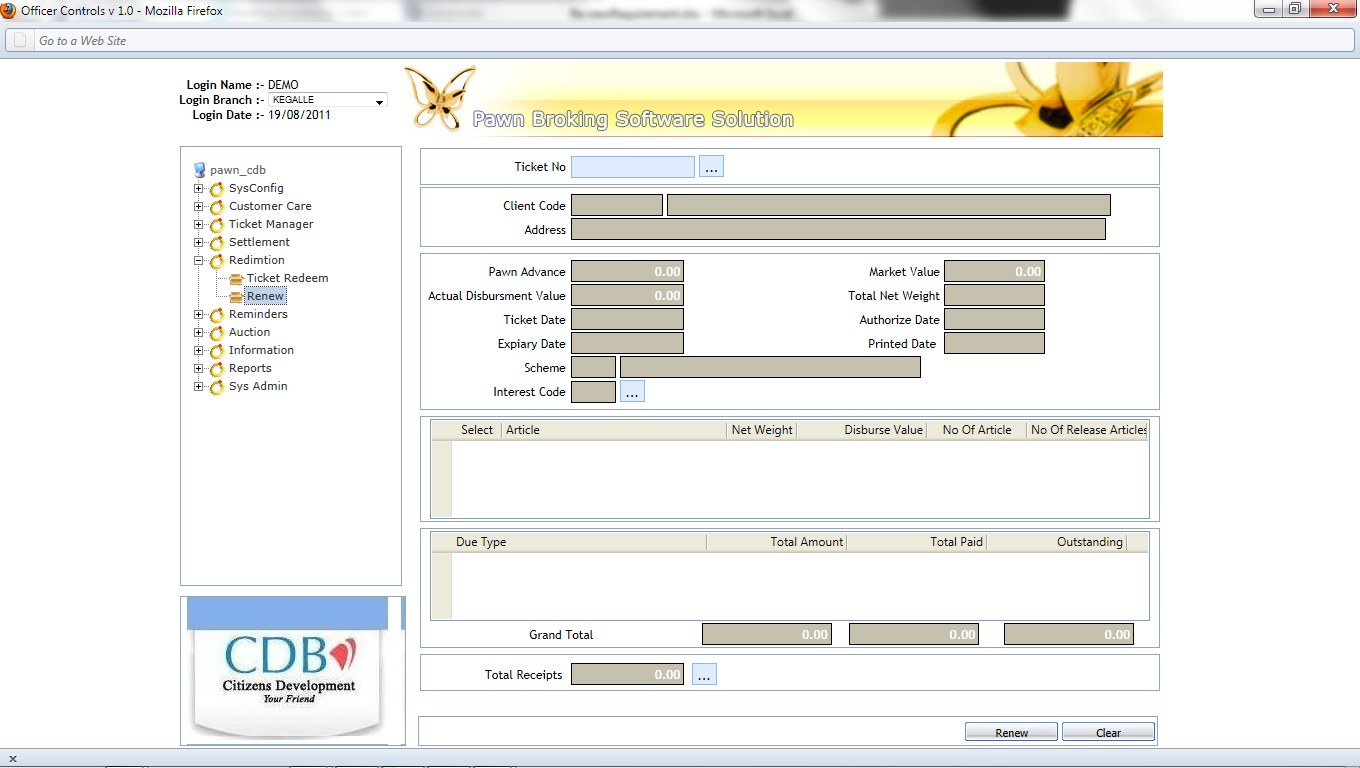 Officer Controls v 1.0 - Mozilla Firefox
Go to a Web Site
Login Name :- DEMO
Login Branch :- KEGALLE
Login Date :- 19/08/2011
Pawn Broking Software Solution
pawn_cdb
SysConfig
Customer Care
Ticket Manager
Settlement
Redimtion
Ticket Redeem
Renew
Reminders
Auction
Information
Reports
Sys Admin
CDB
Citizens Development
Your Friend
Ticket No ...
Client Code
Address
Pawn Advance 0.00 Market Value 0.00
Actual Disbursment Value 0.00 Total Net Weight
Ticket Date Authorize Date
Expiary Date Printed Date
Scheme
Interest Code ...
Select Article Net Weight Disburse Value No Of Article No Of Release Articles
Due Type Total Amount Total Paid Outstanding
Grand Total 0.00 0.00 0.00
Total Receipts 0.00 ...
Renew Clear